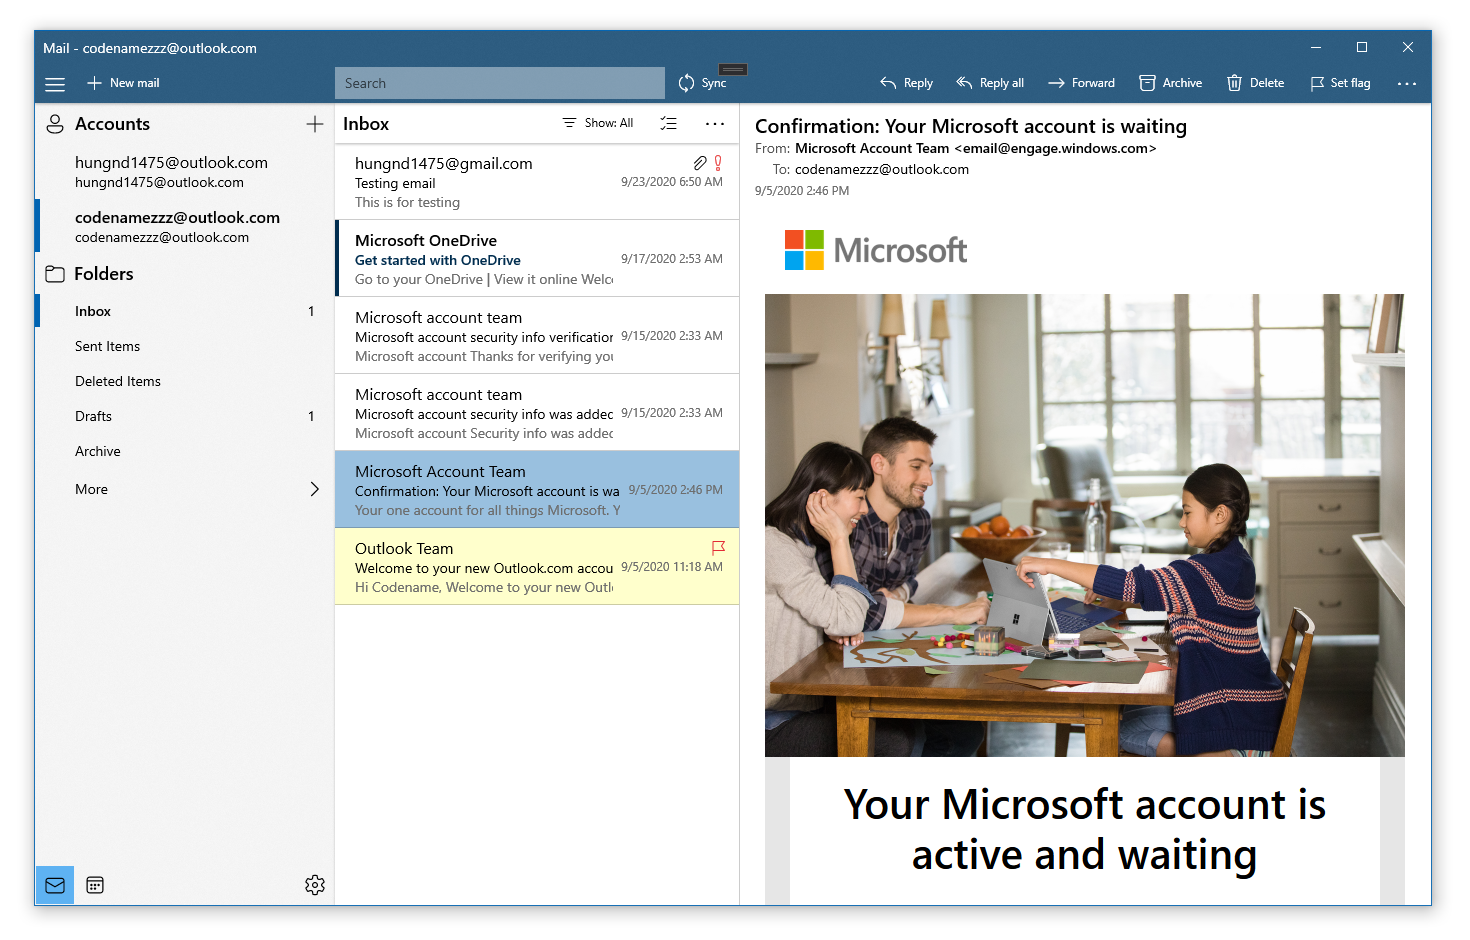 Mail - codenamezzz@outlook.com
New mail
Search
Sync
Reply
Reply all
Forward
Archive
Delete
Set flag
Accounts
hungnd1475@outlook.com
hungnd1475@outlook.com
codenamezzz@outlook.com
codenamezzz@outlook.com
Folders
Inbox 1
Sent Items
Deleted Items
Drafts 1
Archive
More
Inbox
Show: All
hungnd1475@gmail.com
Testing email 9/23/2020 6:50 AM
This is for testing
Microsoft OneDrive
Get started with OneDrive 9/17/2020 2:53 AM
Go to your OneDrive | View it online Welc
Microsoft account team
Microsoft account security info verification 9/15/2020 2:33 AM
Microsoft account Thanks for verifying you
Microsoft account team
Microsoft account security info was added 9/15/2020 2:33 AM
Microsoft account Security info was added
Microsoft Account Team
Confirmation: Your Microsoft account is wa 9/5/2020 2:46 PM
Your one account for all things Microsoft. Y
Outlook Team
Welcome to your new Outlook.com accou 9/5/2020 11:18 AM
Hi Codename, Welcome to your new Outl
Confirmation: Your Microsoft account is waiting
From: Microsoft Account Team <email@engage.windows.com>
To: codenamezzz@outlook.com
9/5/2020 2:46 PM
Microsoft
Your Microsoft account is
active and waiting